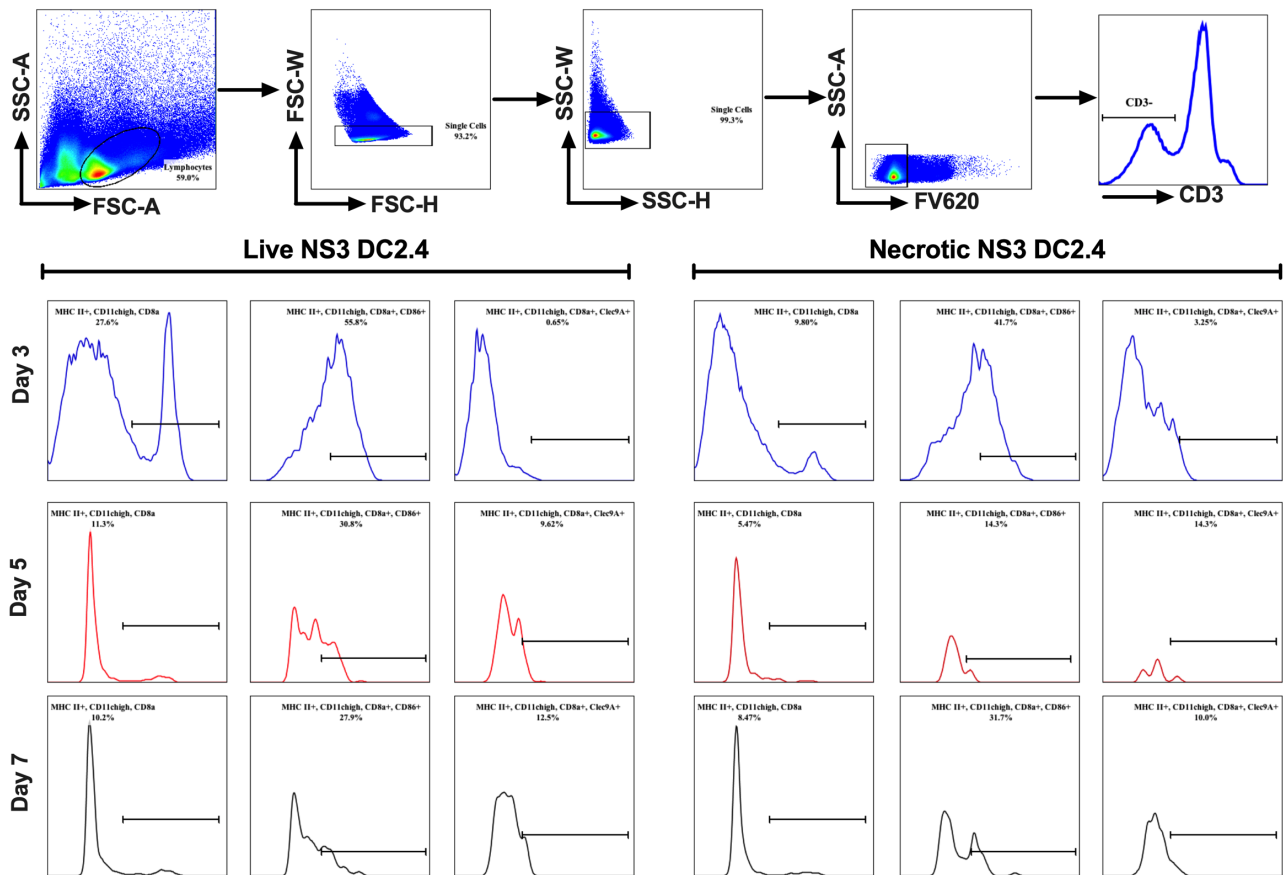 SSC-A
FSC-A
Lymphocytes
59.0%
FSC-W
FSC-H
Single Cells
93.2%
SSC-W
SSC-H
Single Cells
99.3%
SSC-A
FV620
CD3-
CD3
Live NS3 DC2.4
Necrotic NS3 DC2.4
Day 3
MHC II+, CD11chigh, CD8a
27.6%
MHC II+, CD11chigh, CD8a+, CD86+
55.8%
MHC II+, CD11chigh, CD8a+, Clec9A+
0.65%
MHC II+, CD11chigh, CD8a
9.80%
MHC II+, CD11chigh, CD8a+, CD86+
41.7%
MHC II+, CD11chigh, CD8a+, Clec9A+
3.25%
Day 5
MHC II+, CD11chigh, CD8a
11.3%
MHC II+, CD11chigh, CD8a+, CD86+
30.8%
MHC II+, CD11chigh, CD8a+, Clec9A+
9.62%
MHC II+, CD11chigh, CD8a
5.47%
MHC II+, CD11chigh, CD8a+, CD86+
14.3%
MHC II+, CD11chigh, CD8a+, Clec9A+
14.3%
Day 7
MHC II+, CD11chigh, CD8a
10.2%
MHC II+, CD11chigh, CD8a+, CD86+
27.9%
MHC II+, CD11chigh, CD8a+, Clec9A+
12.5%
MHC II+, CD11chigh, CD8a
8.47%
MHC II+, CD11chigh, CD8a+, CD86+
31.7%
MHC II+, CD11chigh, CD8a+, Clec9A+
10.0%